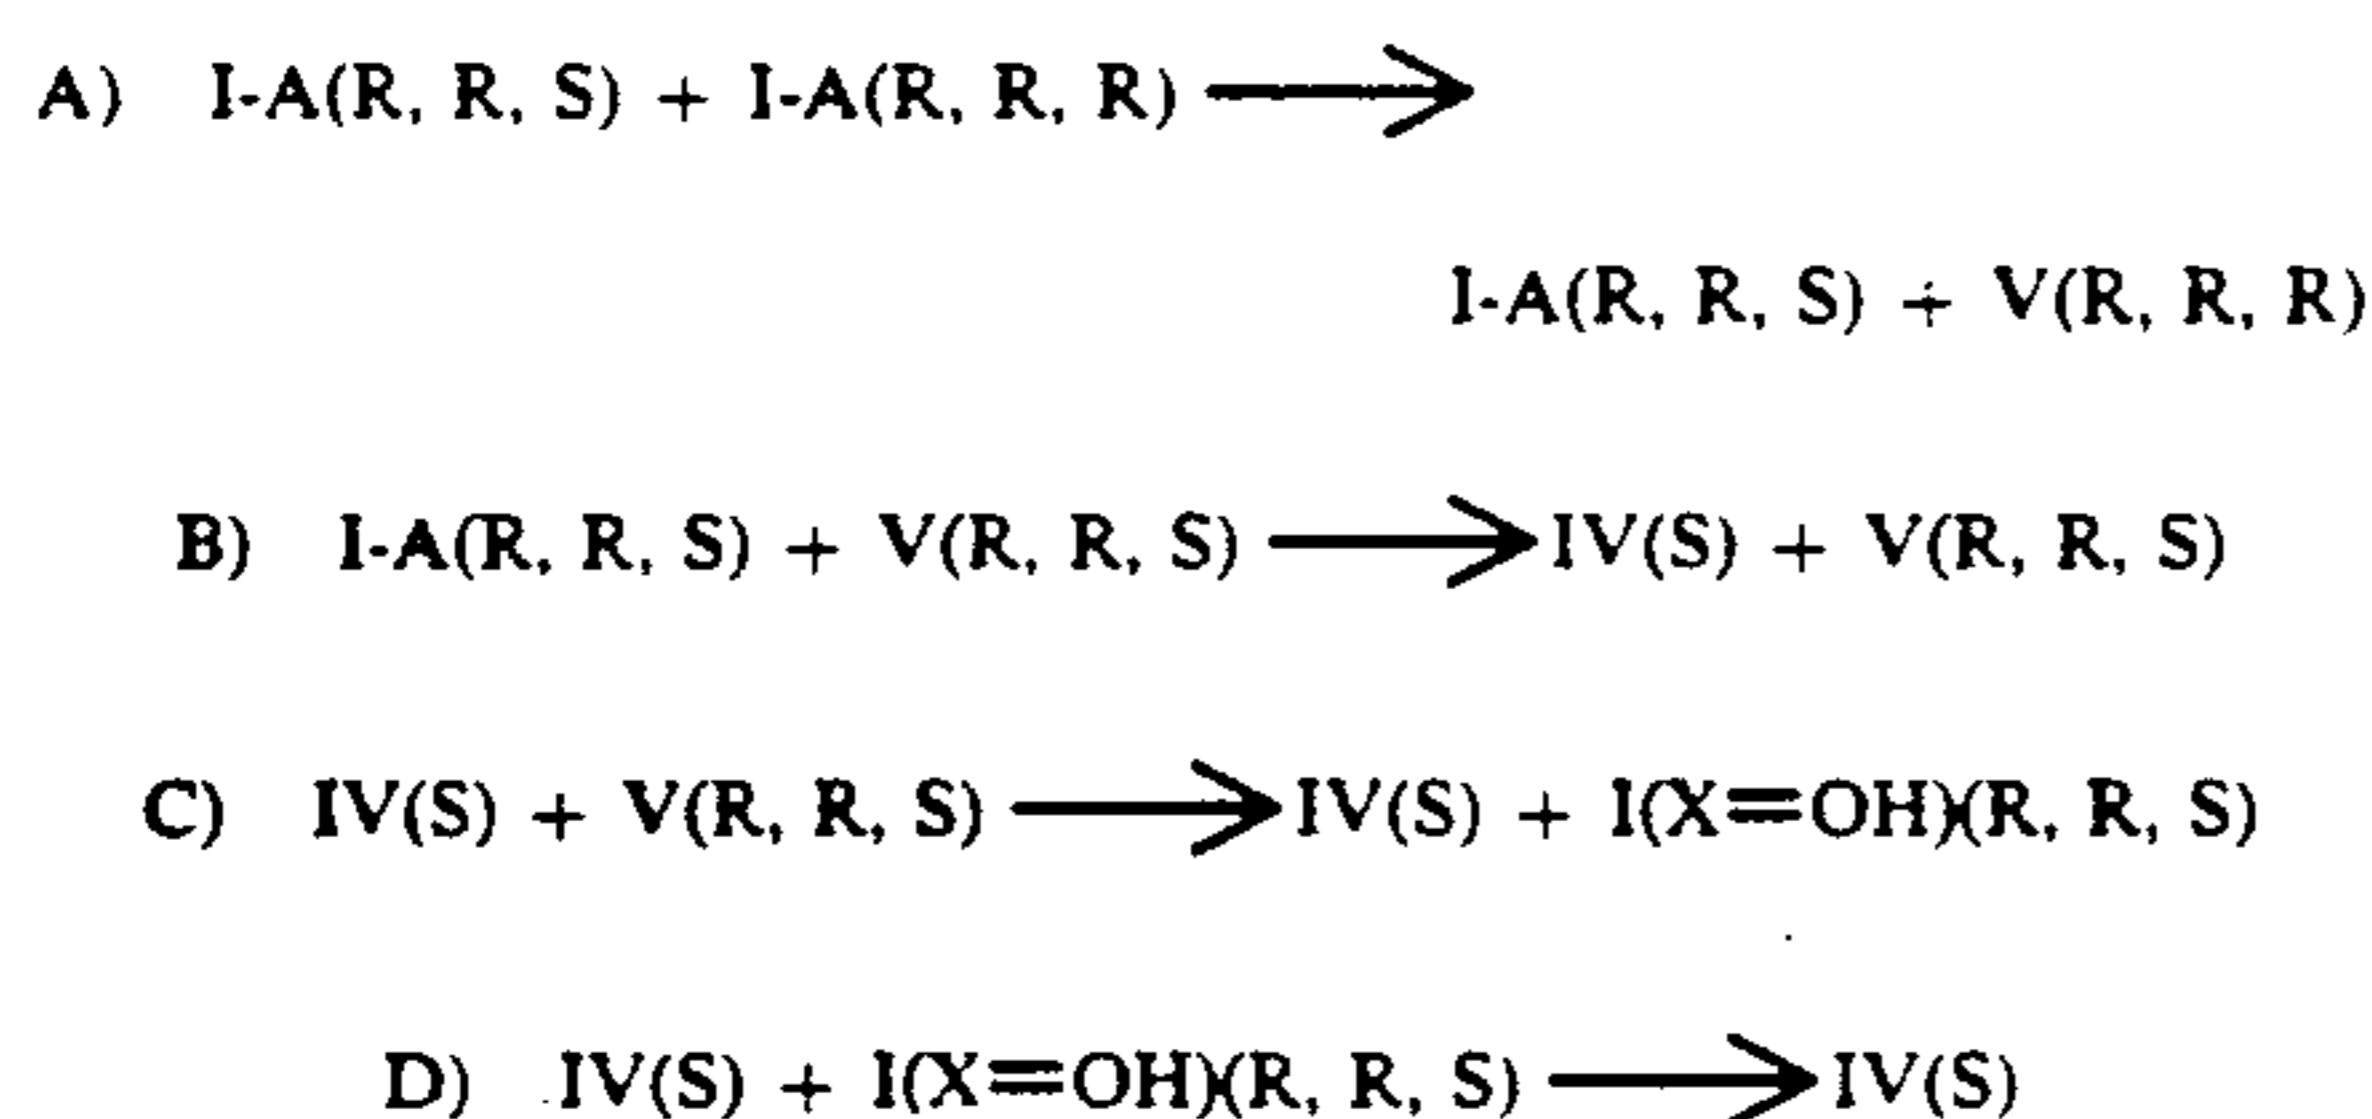 A) I-A(R, R, S) + I-A(R, R, R) ⟶
I-A(R, R, S) + V(R, R, R)
B) I-A(R, R, S) + V(R, R, S) ⟶ IV(S) + V(R, R, S)
C) IV(S) + V(R, R, S) ⟶ IV(S) + I(X=OH)(R, R, S)
D) IV(S) + I(X=OH)(R, R, S) ⟶ IV(S)